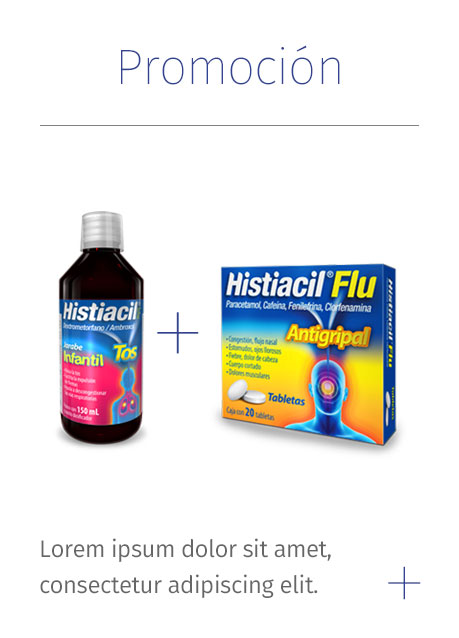 Promoción
Histiacil
Dextrometorfano / Ambroxol
Jarabe
Infantil
Tos
150 mL
+
Histiacil® Flu
Paracetamol, Cafeína, Fenilefrina, Clorfenamina
Antigripal
•Congestión, flujo nasal
•Estornudos, ojos llorosos
•Fiebre, dolor de cabeza
•Cuerpo cortado
•Dolores musculares
Tabletas
Caja con 20 tabletas
Histiacil Flu
Tabletas
Lorem ipsum dolor sit amet,
consectetur adipiscing elit.
+